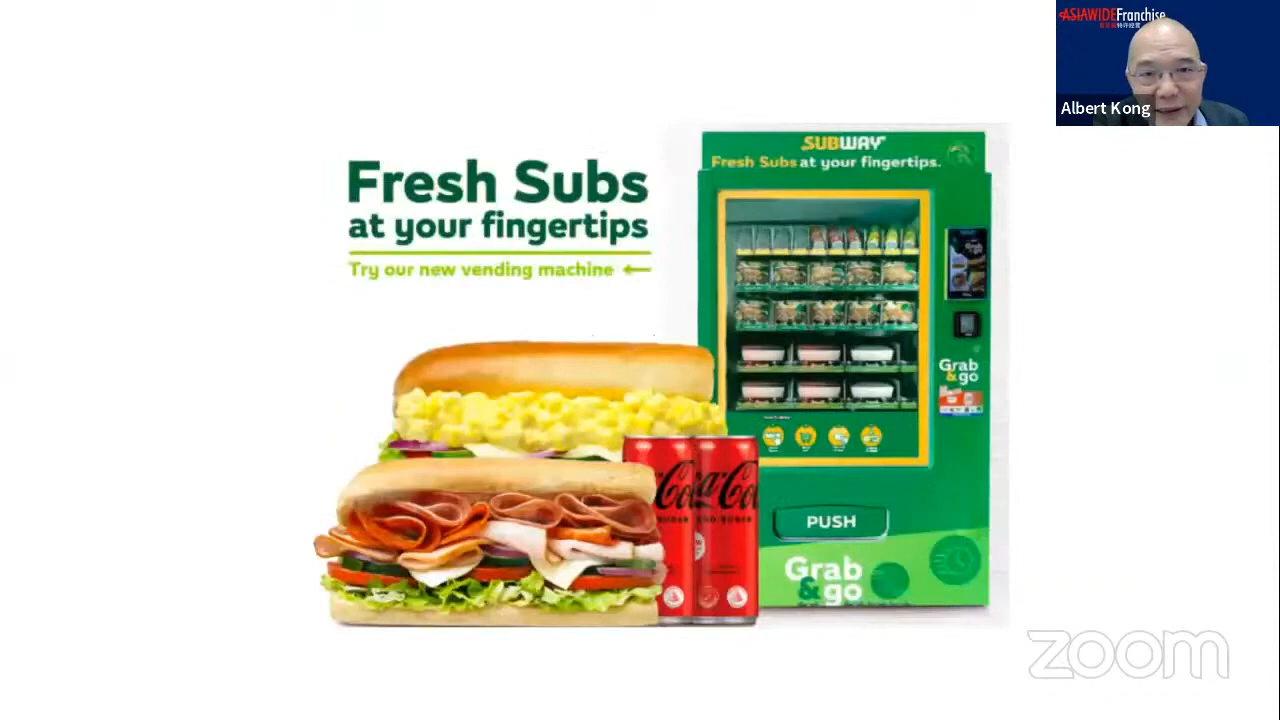 ASIAWIDE Franchise
Albert Kong
Fresh Subs
at your fingertips
Try our new vending machine
SUBWAY
Fresh Subs at your fingertips.
Grab
& go
PUSH
Grab
& go
zoom